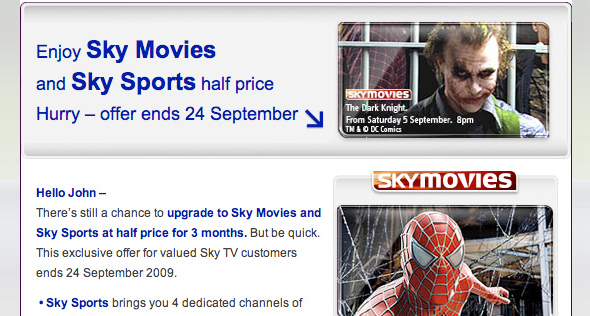 Enjoy Sky Movies
and Sky Sports half price
Hurry – offer ends 24 September
SKYMOVIES
The Dark Knight.
From Saturday 5 September. 8pm
TM & © DC Comics
SKYMOVIES
Hello John –
There's still a chance to upgrade to Sky Movies and
Sky Sports at half price for 3 months. But be quick.
This exclusive offer for valued Sky TV customers
ends 24 September 2009.
• Sky Sports brings you 4 dedicated channels of